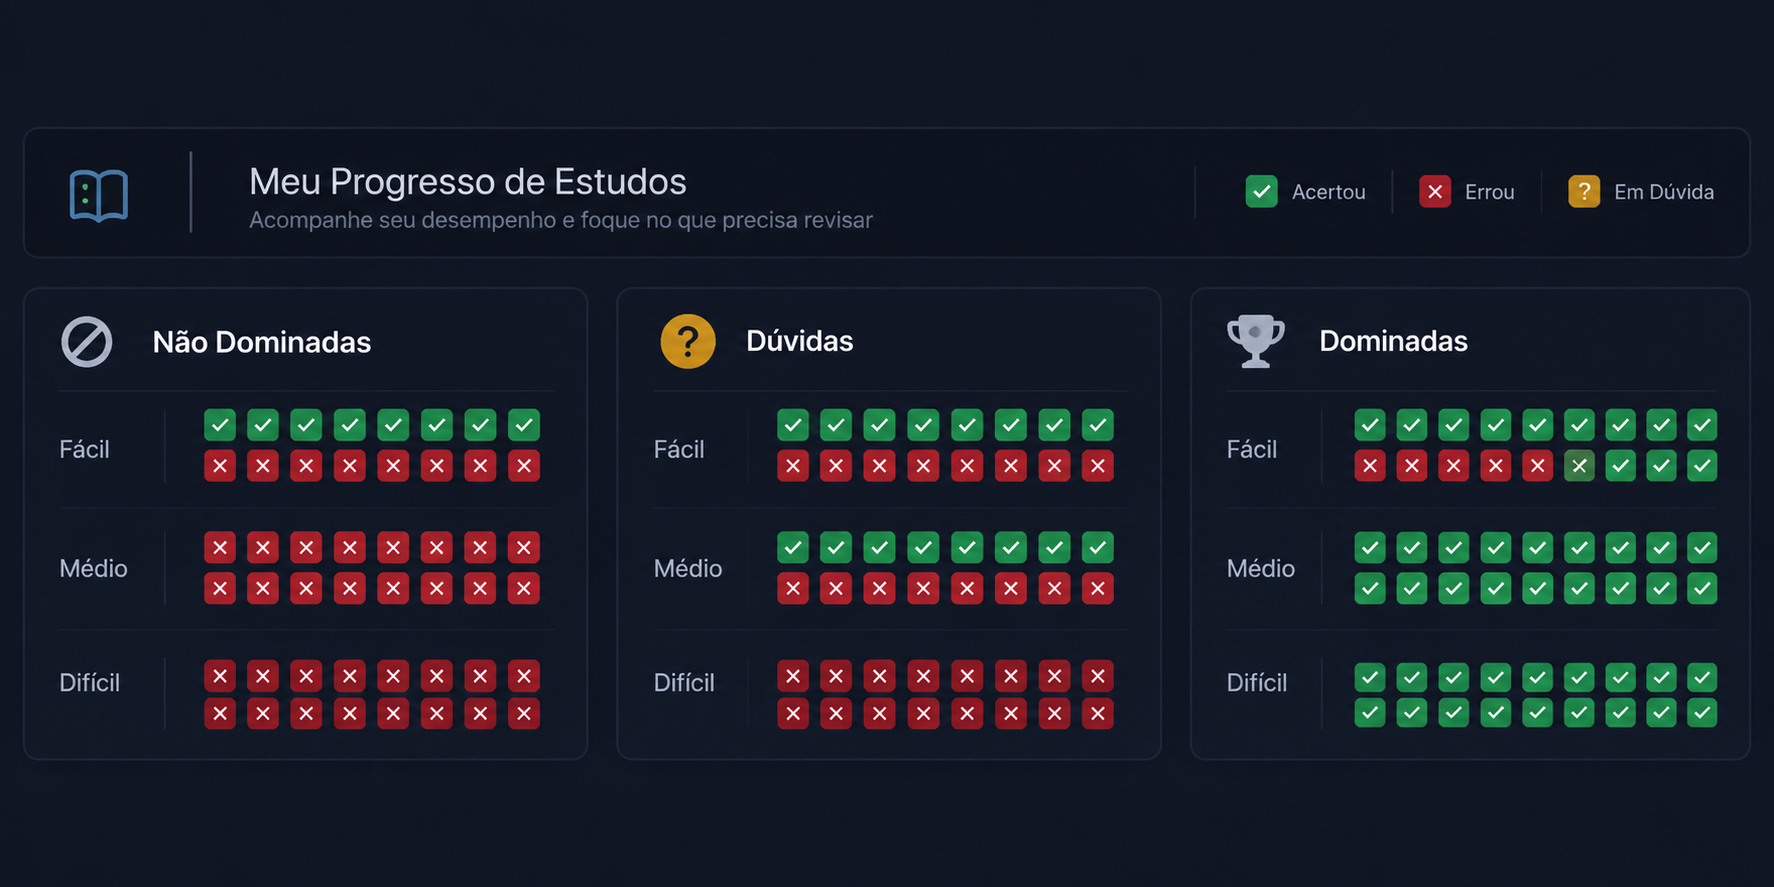 Meu Progresso de Estudos
Acompanhe seu desempenho e foque no que precisa revisar
Acertou
Errou
? Em Dúvida
Não Dominadas
Fácil
Médio
Difícil
? Dúvidas
Fácil
Médio
Difícil
Dominadas
Fácil
Médio
Difícil